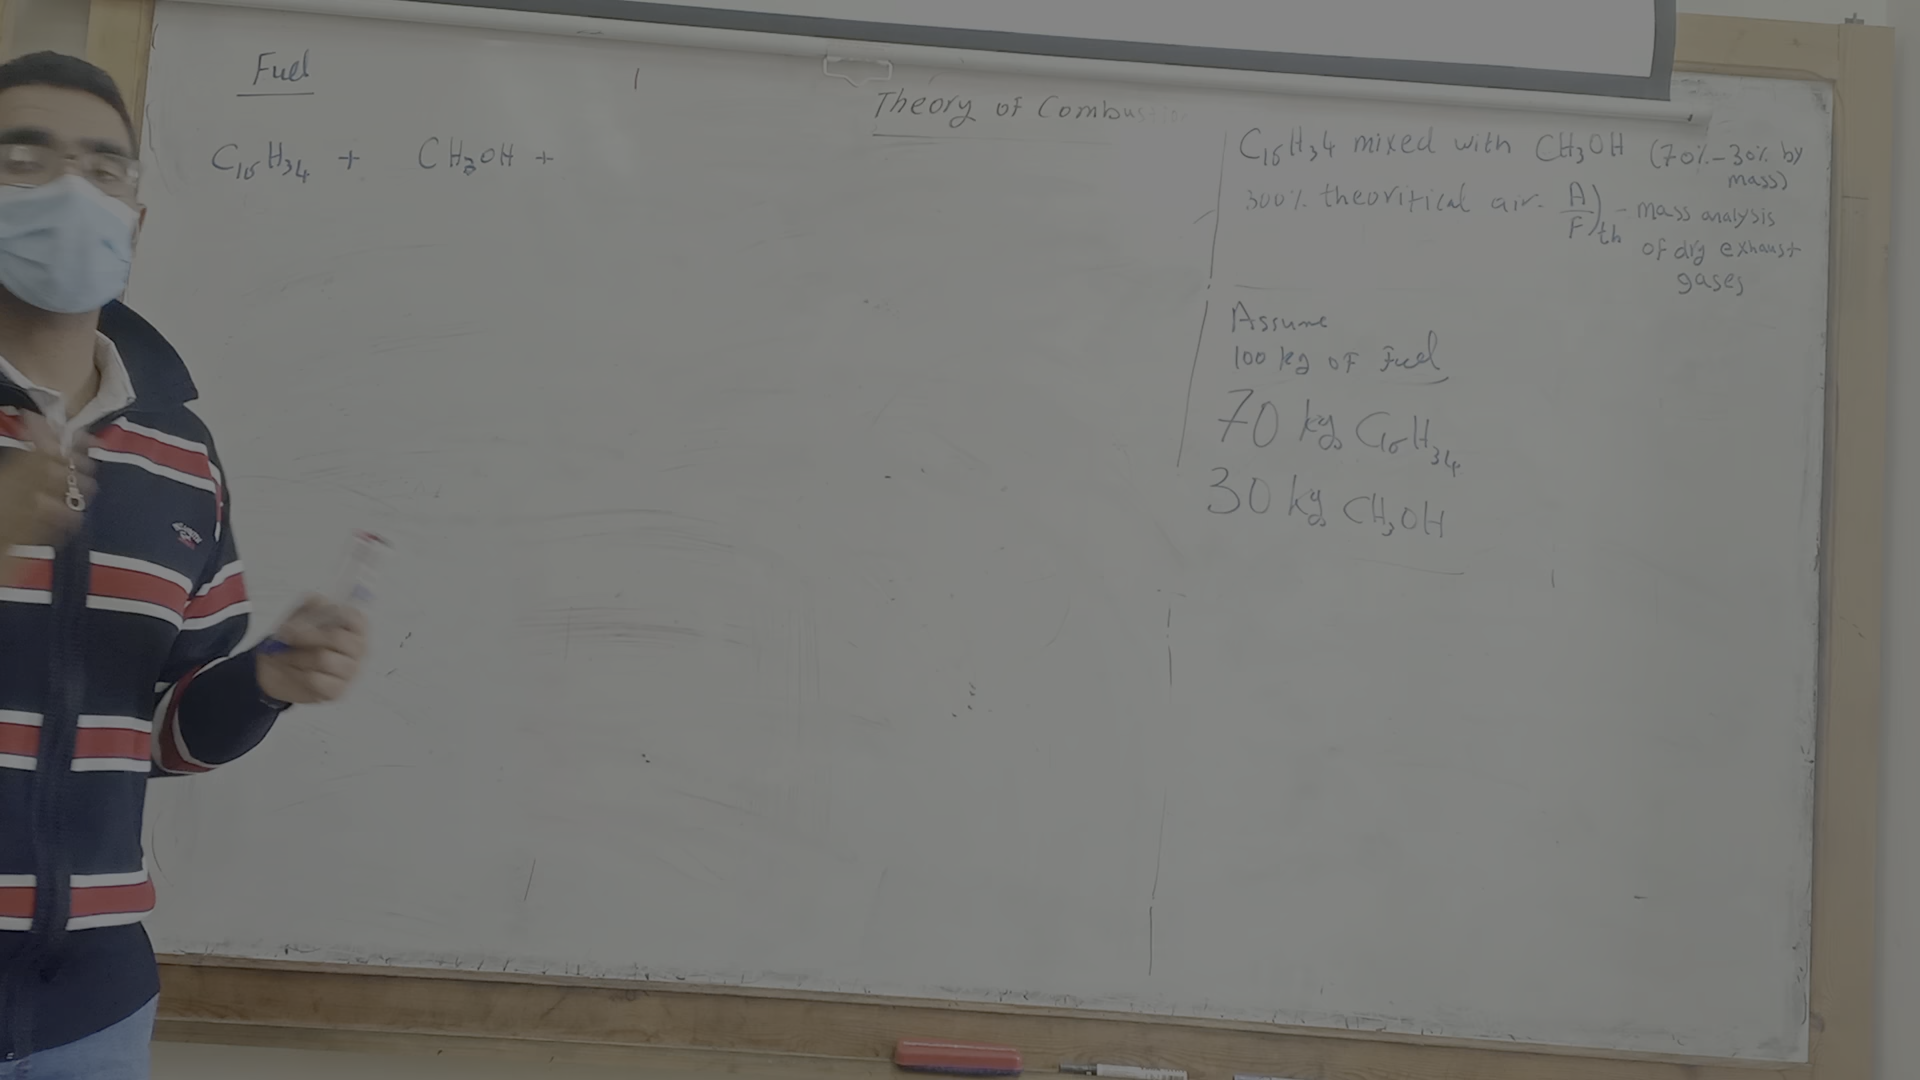 Fuel
C₁₆H₃₄ + CH₃OH +
Theory of Combustion
C₁₆H₃₄ mixed with CH₃OH (70%-30% by mass)
300% theoritical air. A/F)th - mass analysis
of dry exhaust
gases
Assume
100 kg of Fuel
70 kg C₁₆H₃₄
30 kg CH₃OH